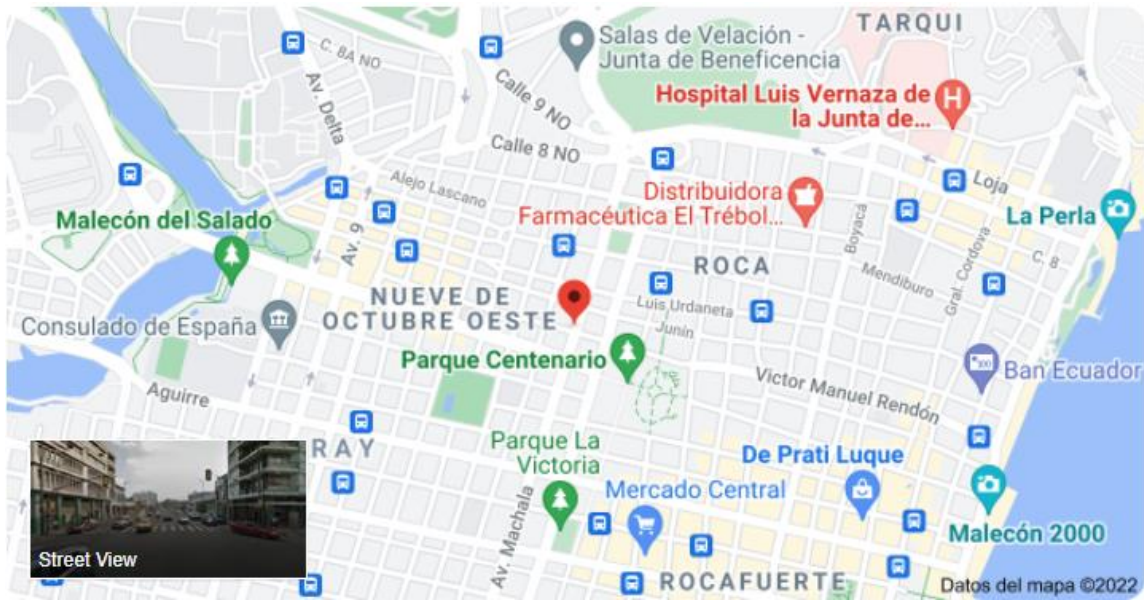 TARQUI
Salas de Velación -
Junta de Beneficencia
C. 8A NO
Av. Delta
Calle 9 NO
Hospital Luis Vernaza de
la Junta de...
H
Calle 8 NO
Alejo Lascano
Distribuidora
Farmacéutica El Trébol...
Loja
La Perla
Malecón del Salado
Av. 9
Boyacá
Gral. Cordova
C. 8
ROCA
Mendiburo
NUEVE DE
OCTUBRE OESTE
Luis Urdaneta
Junín
Consulado de España
Parque Centenario
Ban Ecuador
Victor Manuel Rendón
Aguirre
RAY
Parque La
Victoria
De Prati Luque
Mercado Central
Av. Machala
Malecón 2000
Street View
ROCAFUERTE
Datos del mapa ©2022